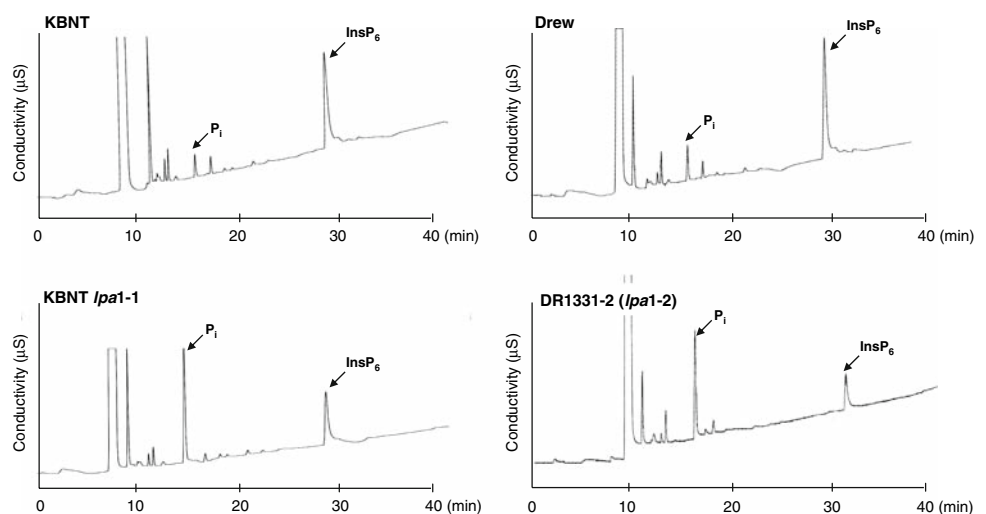 KBNT
Conductivity (μS)
Pᵢ
InsP₆
0 10 20 30 40 (min)
Drew
Conductivity (μS)
Pᵢ
InsP₆
0 10 20 30 40 (min)
KBNT lpa1-1
Conductivity (μS)
Pᵢ
InsP₆
0 10 20 30 40 (min)
DR1331-2 (lpa1-2)
Conductivity (μS)
Pᵢ
InsP₆
0 10 20 30 40 (min)